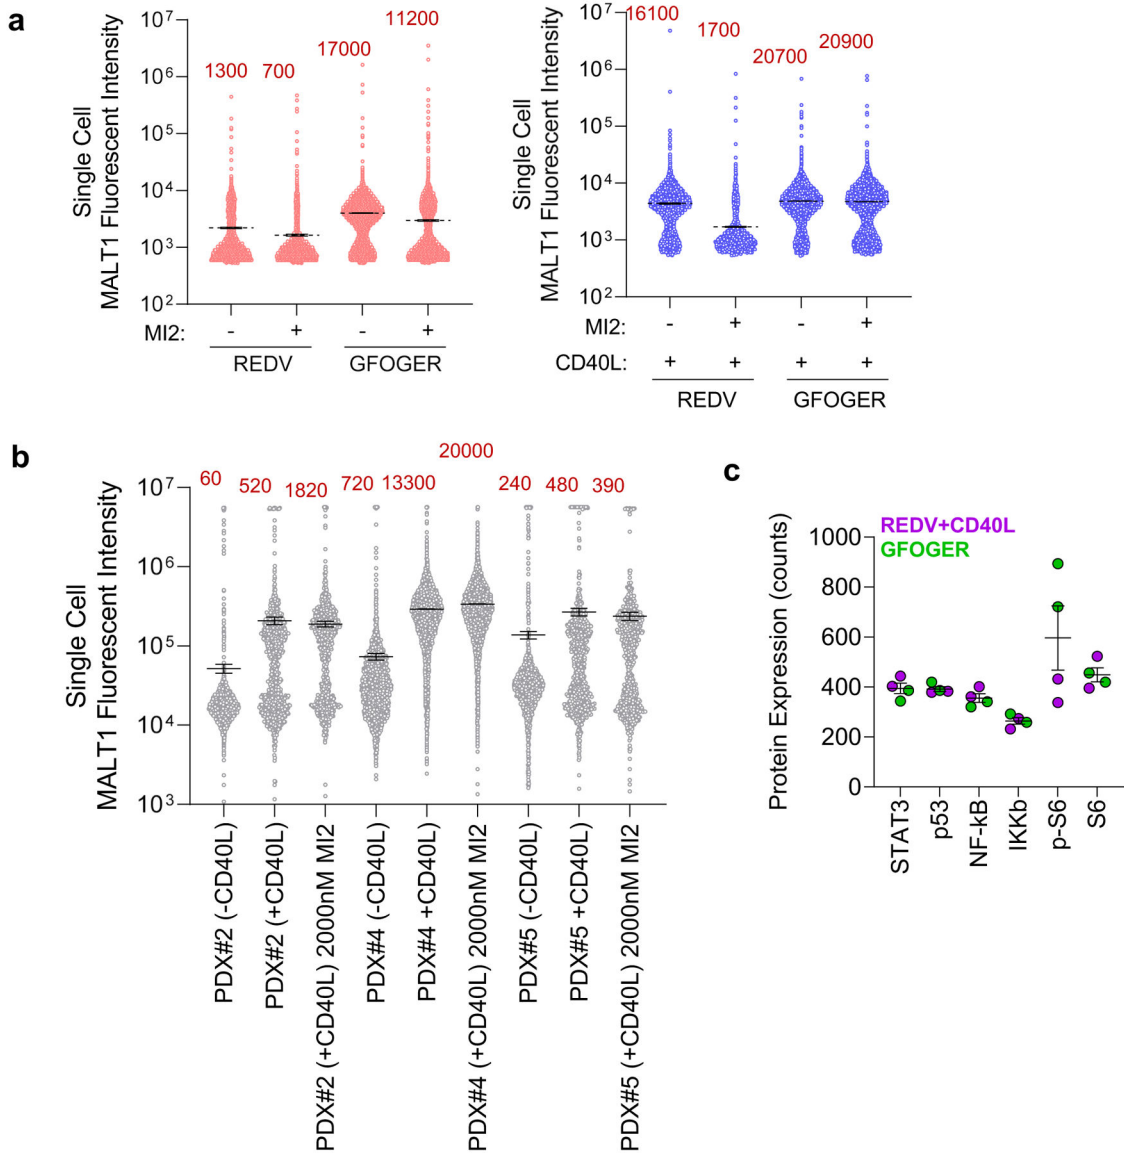 a
Single Cell
MALT1 Fluorescent Intensity
10⁷
10⁶
10⁵
10⁴
10³
10²
1300 700 17000 11200
MI2: - + - +
REDV GFOGER
Single Cell
MALT1 Fluorescent Intensity
10⁷
10⁶
10⁵
10⁴
10³
10²
16100 1700 20700 20900
MI2: - + - +
CD40L: + + + +
REDV GFOGER
b
Single Cell
MALT1 Fluorescent Intensity
10⁷
10⁶
10⁵
10⁴
10³
60 520 1820 720 13300 20000 240 480 390
PDX#2 (-CD40L)
PDX#2 (+CD40L)
PDX#2 (+CD40L) 2000nM MI2
PDX#4 (-CD40L)
PDX#4 +CD40L)
PDX#4 (+CD40L) 2000nM MI2
PDX#5 (-CD40L)
PDX#5 +CD40L)
PDX#5 (+CD40L) 2000nM MI2
c
REDV+CD40L
GFOGER
Protein Expression (counts)
1000
800
600
400
200
0
STAT3
p53
NF-kB
IKKb
p-S6
S6